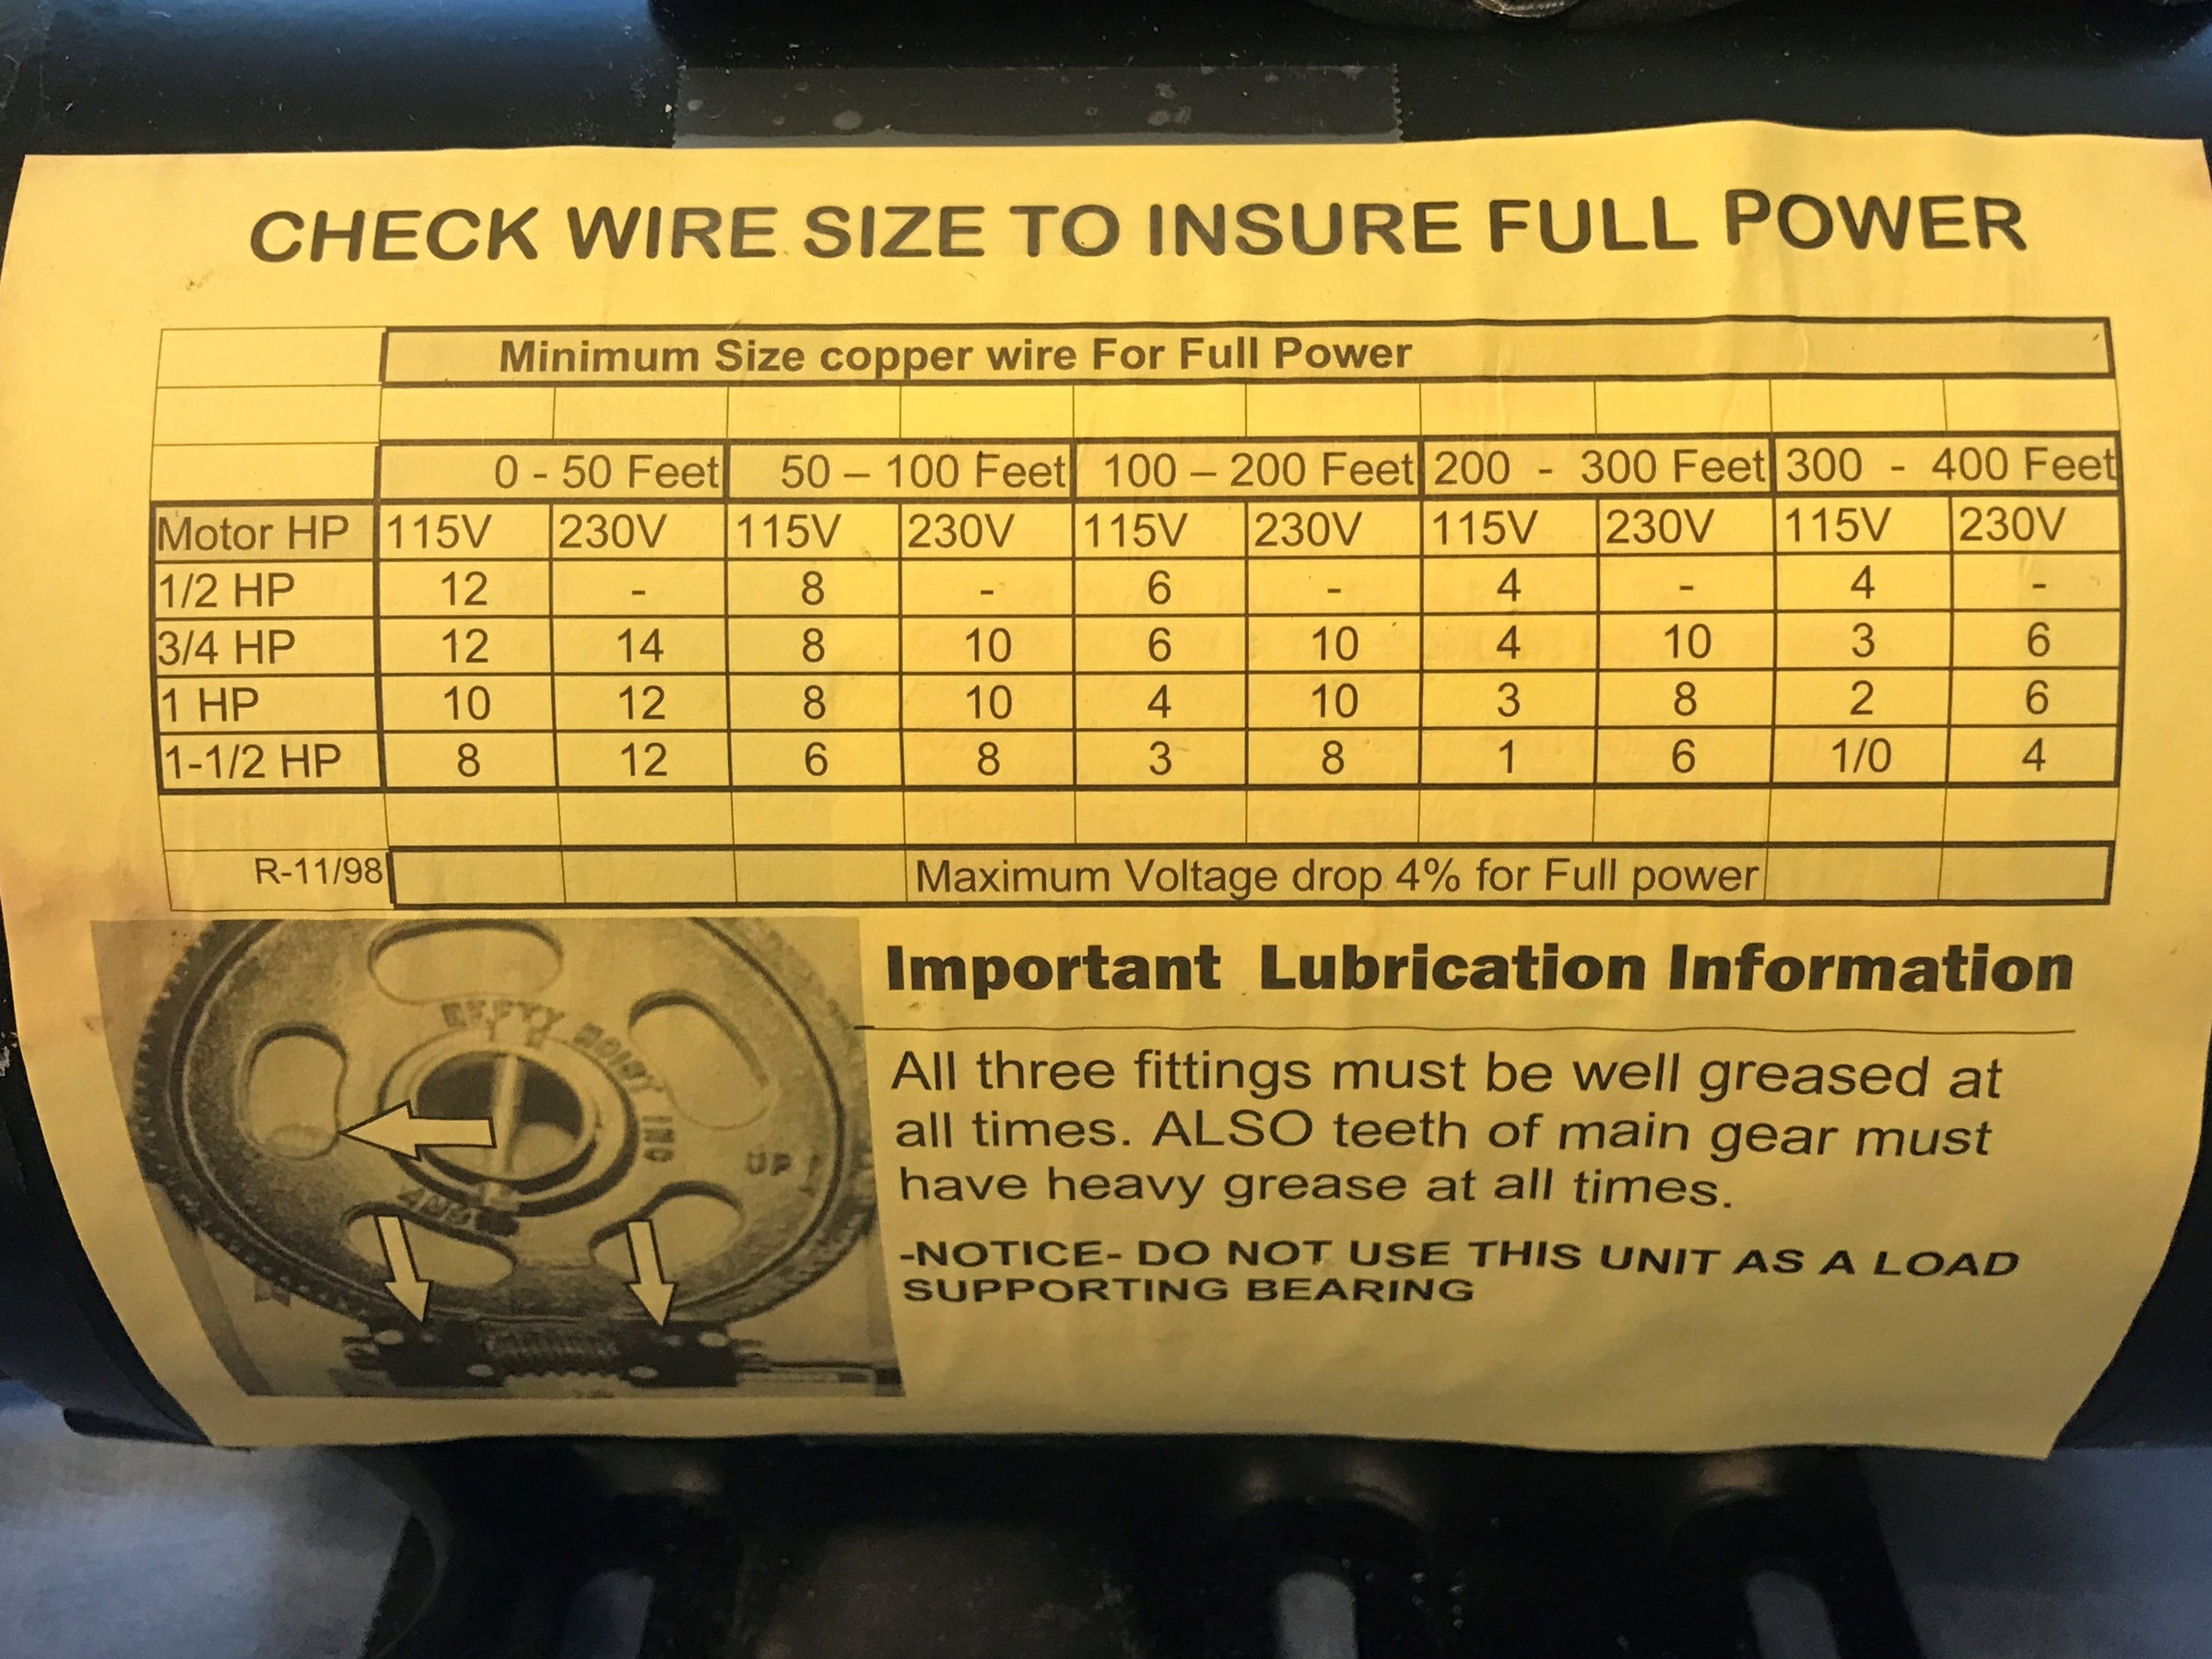 CHECK WIRE SIZE TO INSURE FULL POWER
Minimum Size copper wire For Full Power
0 - 50 Feet 50 – 100 Feet 100 – 200 Feet 200 - 300 Feet 300 - 400 Feet
Motor HP 115V 230V 115V 230V 115V 230V 115V 230V 115V 230V
1/2 HP 12 - 8 - 6 - 4 - 4 -
3/4 HP 12 14 8 10 6 10 4 10 3 6
1 HP 10 12 8 10 4 10 3 8 2 6
1-1/2 HP 8 12 6 8 3 8 1 6 1/0 4
R-11/98 Maximum Voltage drop 4% for Full power
Important Lubrication Information
All three fittings must be well greased at
all times. ALSO teeth of main gear must
have heavy grease at all times.
-NOTICE- DO NOT USE THIS UNIT AS A LOAD
SUPPORTING BEARING
HOIST INC
UP